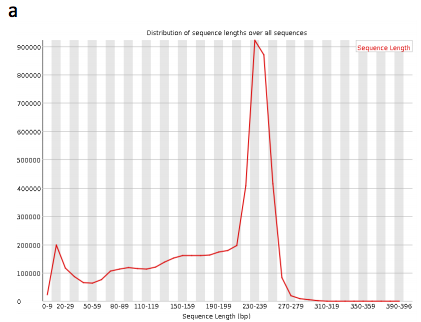 a
Distribution of sequence lengths over all sequences
Sequence Length
900000
800000
700000
600000
500000
400000
300000
200000
100000
0
0-9 20-29 50-59 80-89 110-119 150-159 190-199 230-239 270-279 310-319 350-359 390-396
Sequence Length (bp)